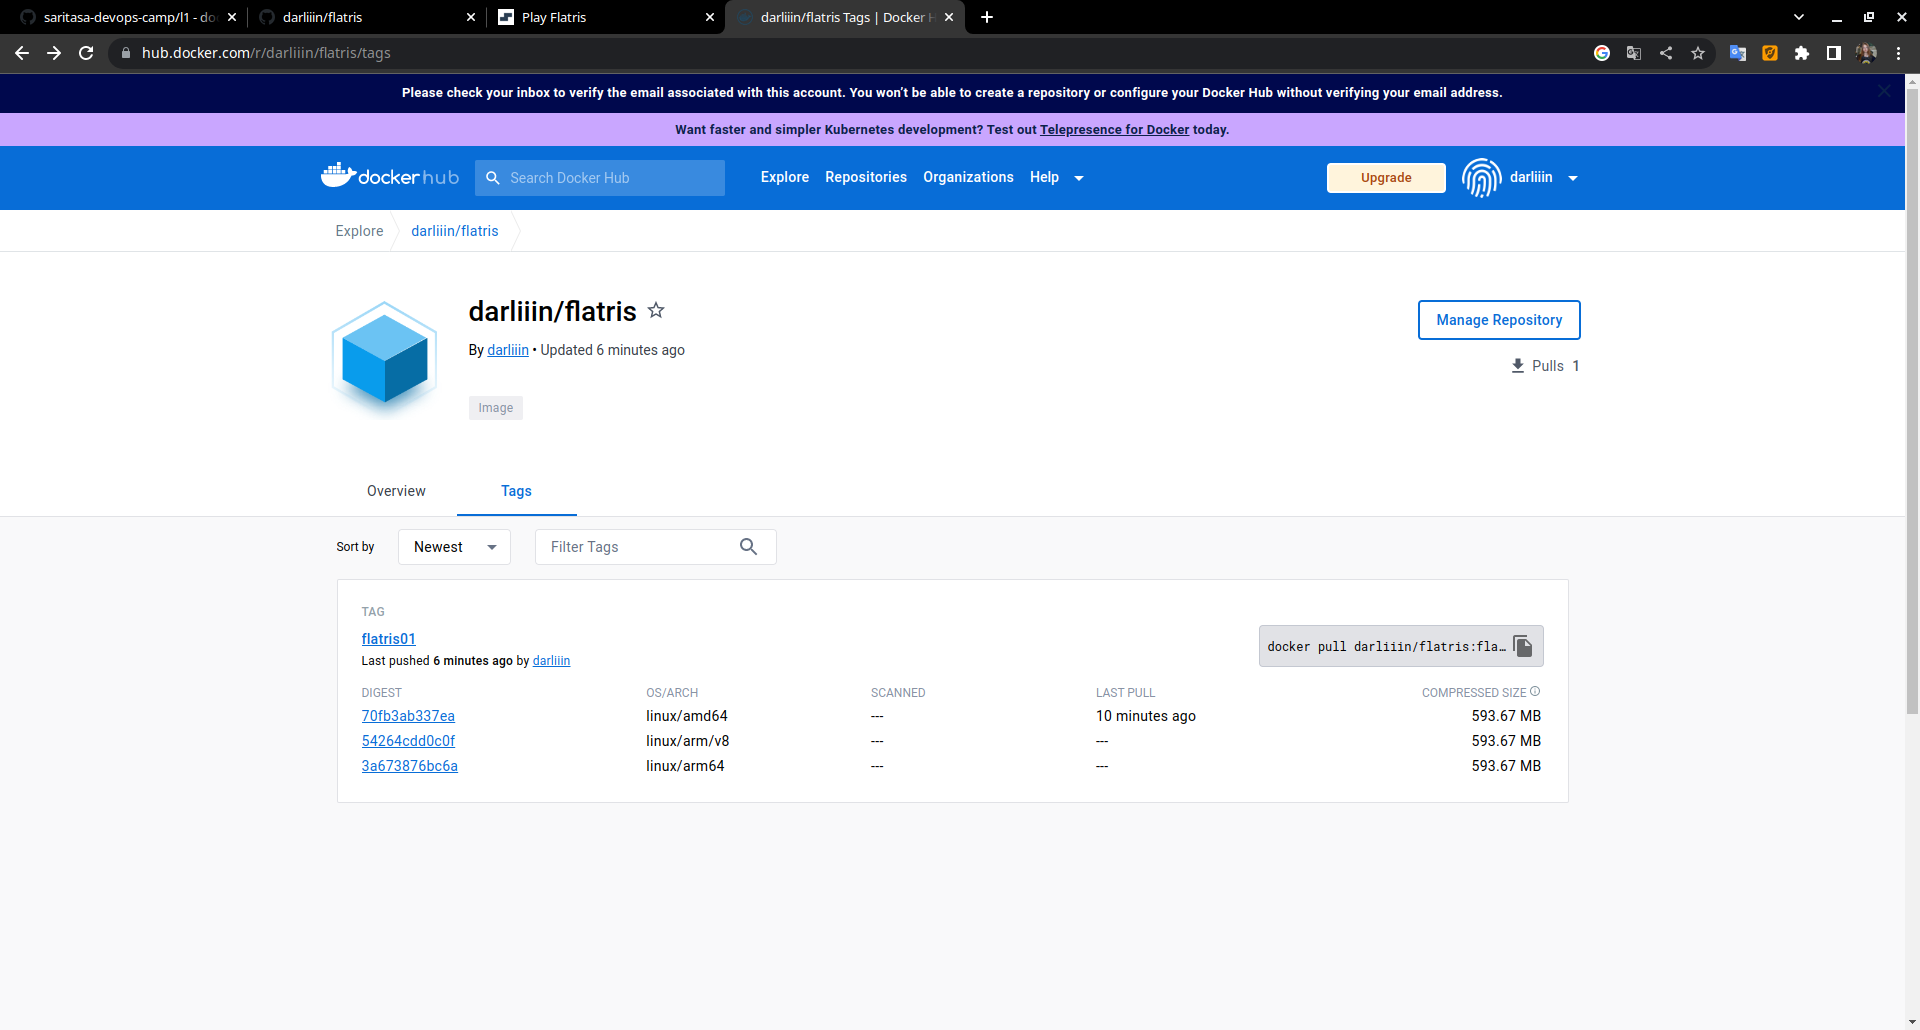 saritasa-devops-camp/l1 - do
darliiin/flatris
Play Flatris
darliiin/flatris Tags | Docker H
hub.docker.com/r/darliiin/flatris/tags
Please check your inbox to verify the email associated with this account. You won't be able to create a repository or configure your Docker Hub without verifying your email address.
Want faster and simpler Kubernetes development? Test out Telepresence for Docker today.
dockerhub
Search Docker Hub
Explore
Repositories
Organizations
Help
Upgrade
darliiin
Explore
darliiin/flatris
darliiin/flatris
Manage Repository
By darliiin • Updated 6 minutes ago
Pulls 1
Image
Overview
Tags
Sort by
Newest
Filter Tags
TAG
flatris01
docker pull darliiin/flatris:fla…
Last pushed 6 minutes ago by darliiin
DIGEST OS/ARCH SCANNED LAST PULL COMPRESSED SIZE
70fb3ab337ea linux/amd64 --- 10 minutes ago 593.67 MB
54264cdd0c0f linux/arm/v8 --- --- 593.67 MB
3a673876bc6a linux/arm64 --- --- 593.67 MB